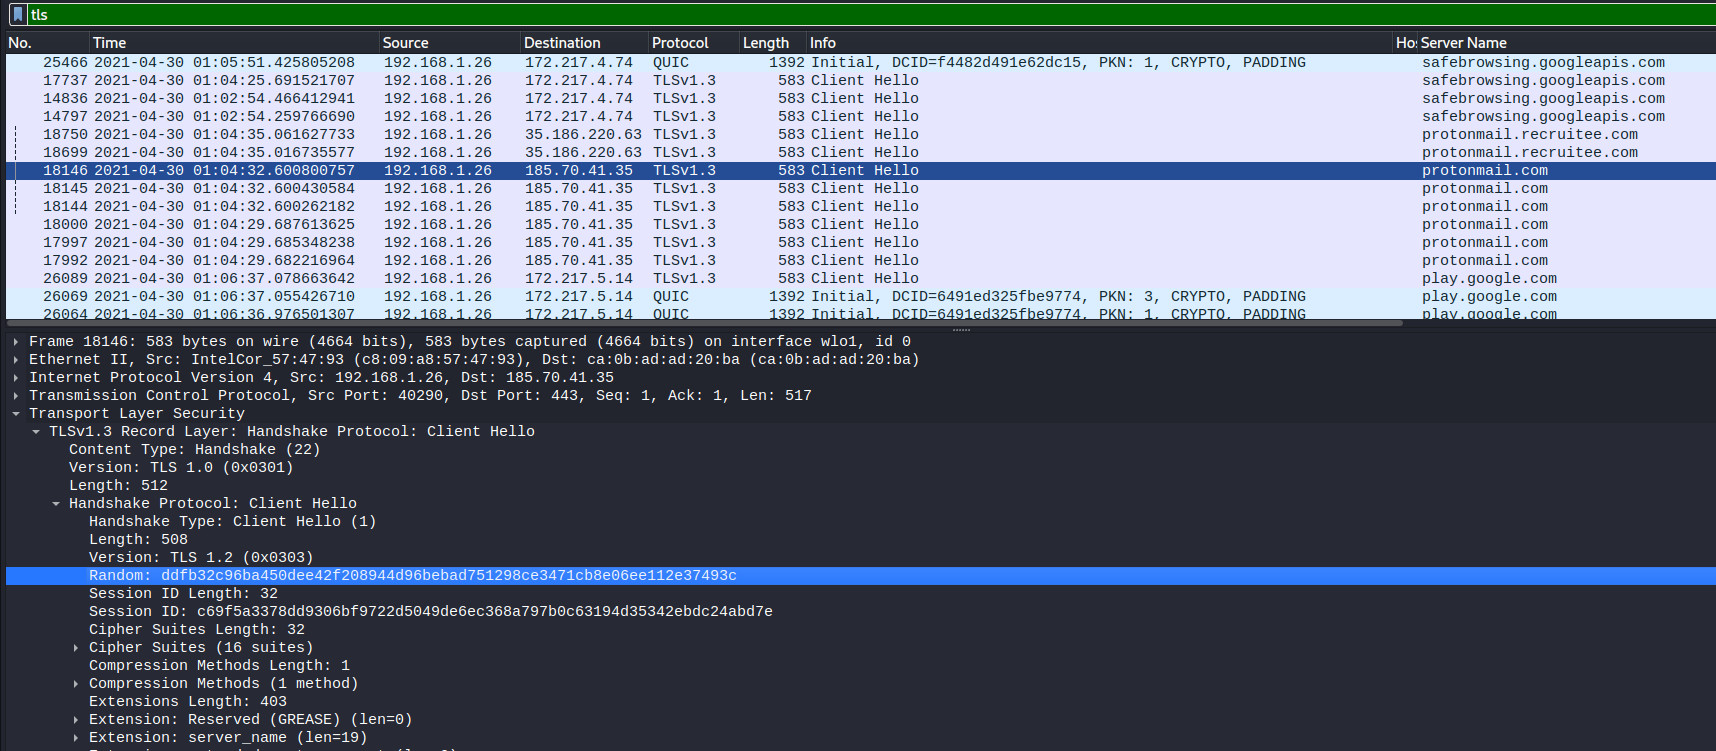 tls
No. Time Source Destination Protocol Length Info Hos Server Name
25466 2021-04-30 01:05:51.425805208 192.168.1.26 172.217.4.74 QUIC 1392 Initial, DCID=f4482d491e62dc15, PKN: 1, CRYPTO, PADDING safebrowsing.googleapis.com
17737 2021-04-30 01:04:25.691521707 192.168.1.26 172.217.4.74 TLSv1.3 583 Client Hello safebrowsing.googleapis.com
14836 2021-04-30 01:02:54.466412941 192.168.1.26 172.217.4.74 TLSv1.3 583 Client Hello safebrowsing.googleapis.com
14797 2021-04-30 01:02:54.259766690 192.168.1.26 172.217.4.74 TLSv1.3 583 Client Hello safebrowsing.googleapis.com
18750 2021-04-30 01:04:35.061627733 192.168.1.26 35.186.220.63 TLSv1.3 583 Client Hello protonmail.recruitee.com
18699 2021-04-30 01:04:35.016735577 192.168.1.26 35.186.220.63 TLSv1.3 583 Client Hello protonmail.recruitee.com
18146 2021-04-30 01:04:32.600800757 192.168.1.26 185.70.41.35 TLSv1.3 583 Client Hello protonmail.com
18145 2021-04-30 01:04:32.600430584 192.168.1.26 185.70.41.35 TLSv1.3 583 Client Hello protonmail.com
18144 2021-04-30 01:04:32.600262182 192.168.1.26 185.70.41.35 TLSv1.3 583 Client Hello protonmail.com
18000 2021-04-30 01:04:29.687613625 192.168.1.26 185.70.41.35 TLSv1.3 583 Client Hello protonmail.com
17997 2021-04-30 01:04:29.685348238 192.168.1.26 185.70.41.35 TLSv1.3 583 Client Hello protonmail.com
17992 2021-04-30 01:04:29.682216964 192.168.1.26 185.70.41.35 TLSv1.3 583 Client Hello protonmail.com
26089 2021-04-30 01:06:37.078663642 192.168.1.26 172.217.5.14 TLSv1.3 583 Client Hello play.google.com
26069 2021-04-30 01:06:37.055426710 192.168.1.26 172.217.5.14 QUIC 1392 Initial, DCID=6491ed325fbe9774, PKN: 3, CRYPTO, PADDING play.google.com
26064 2021-04-30 01:06:36.976501307 192.168.1.26 172.217.5.14 QUIC 1392 Initial, DCID=6491ed325fbe9774, PKN: 1, CRYPTO, PADDING play.google.com
Frame 18146: 583 bytes on wire (4664 bits), 583 bytes captured (4664 bits) on interface wlo1, id 0
Ethernet II, Src: IntelCor_57:47:93 (c8:09:a8:57:47:93), Dst: ca:0b:ad:ad:20:ba (ca:0b:ad:ad:20:ba)
Internet Protocol Version 4, Src: 192.168.1.26, Dst: 185.70.41.35
Transmission Control Protocol, Src Port: 40290, Dst Port: 443, Seq: 1, Ack: 1, Len: 517
Transport Layer Security
TLSv1.3 Record Layer: Handshake Protocol: Client Hello
Content Type: Handshake (22)
Version: TLS 1.0 (0x0301)
Length: 512
Handshake Protocol: Client Hello
Handshake Type: Client Hello (1)
Length: 508
Version: TLS 1.2 (0x0303)
Random: ddfb32c96ba450dee42f208944d96bebad751298ce3471cb8e06ee112e37493c
Session ID Length: 32
Session ID: c69f5a3378dd9306bf9722d5049de6ec368a797b0c63194d35342ebdc24abd7e
Cipher Suites Length: 32
Cipher Suites (16 suites)
Compression Methods Length: 1
Compression Methods (1 method)
Extensions Length: 403
Extension: Reserved (GREASE) (len=0)
Extension: server_name (len=19)